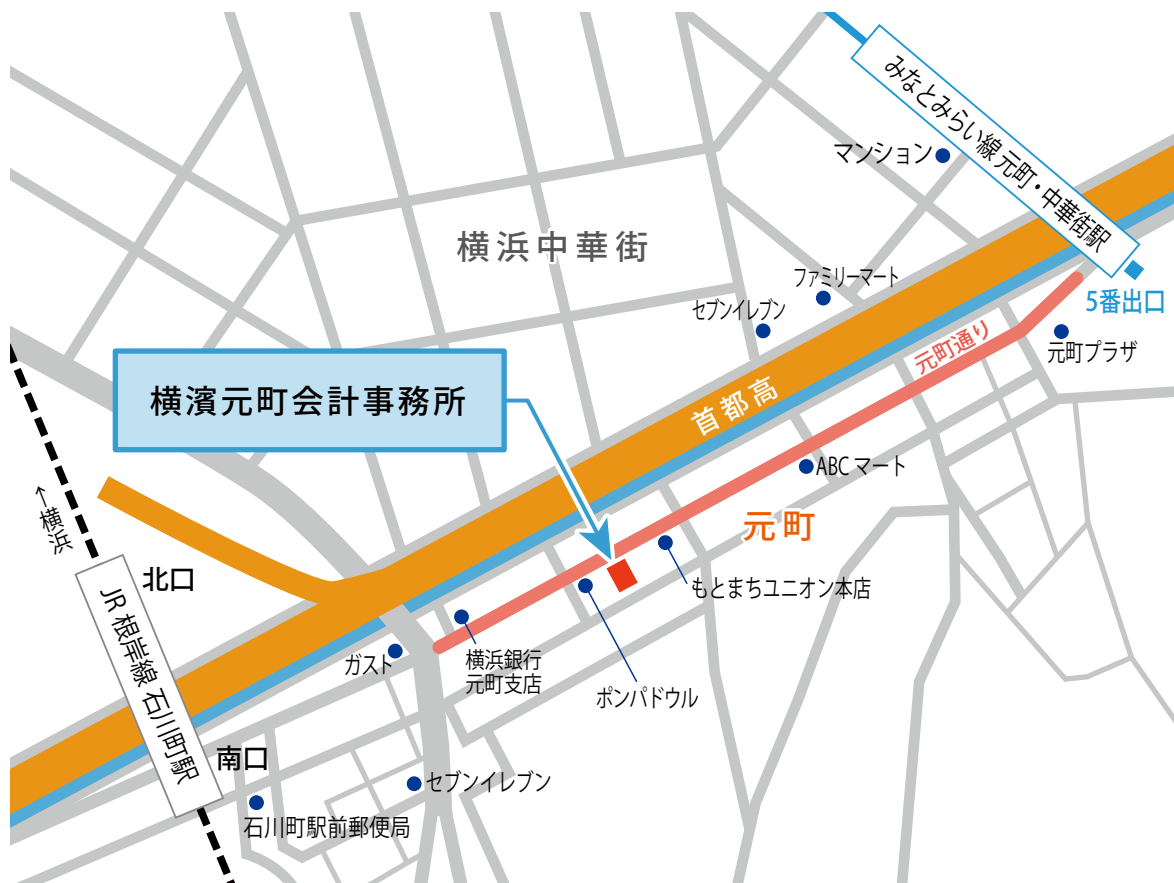 みなとみらい線 元町・中華街駅
マンション
横浜中華街
ファミリーマート
セブンイレブン
5番出口
元町通り
元町プラザ
横濱元町会計事務所
首都高
ABCマート
元町
←横浜
北口
もとまちユニオン本店
JR 根岸線 石川町駅
ガスト
横浜銀行
元町支店
ポンパドウル
南口
セブンイレブン
石川町駅前郵便局